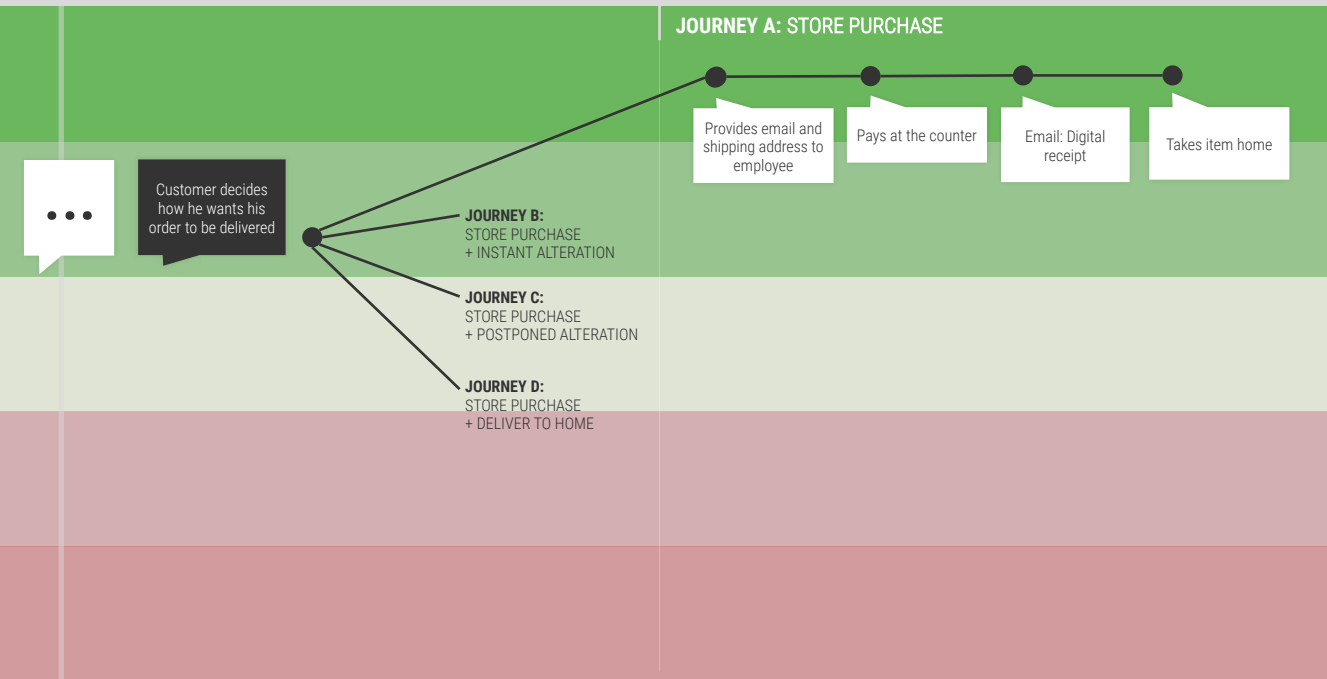 JOURNEY A: STORE PURCHASE
Provides email and
shipping address to
employee
Pays at the counter
Email: Digital
receipt
Takes item home
...
Customer decides
how he wants his
order to be delivered
JOURNEY B:
STORE PURCHASE
+ INSTANT ALTERATION
JOURNEY C:
STORE PURCHASE
+ POSTPONED ALTERATION
JOURNEY D:
STORE PURCHASE
+ DELIVER TO HOME